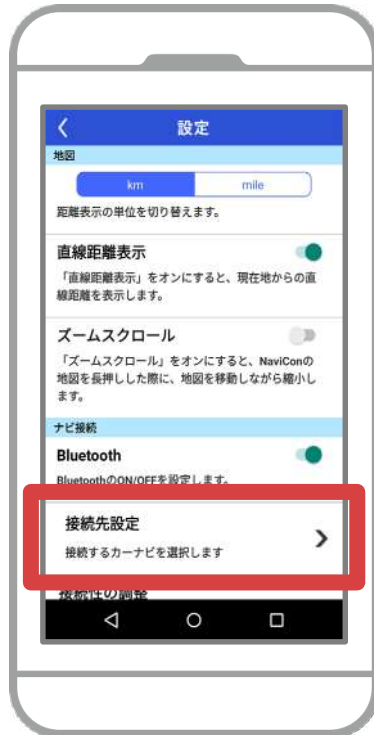 設定
地図
km mile
距離表示の単位を切り替えます。
直線距離表示
「直線距離表示」をオンにすると、現在地からの直
線距離を表示します。
ズームスクロール
「ズームスクロール」をオンにすると、NaviConの
地図を長押しした際に、地図を移動しながら縮小し
ます。
ナビ接続
Bluetooth
BluetoothのON/OFFを設定します。
接続先設定
接続するカーナビを選択します
接続性の調整